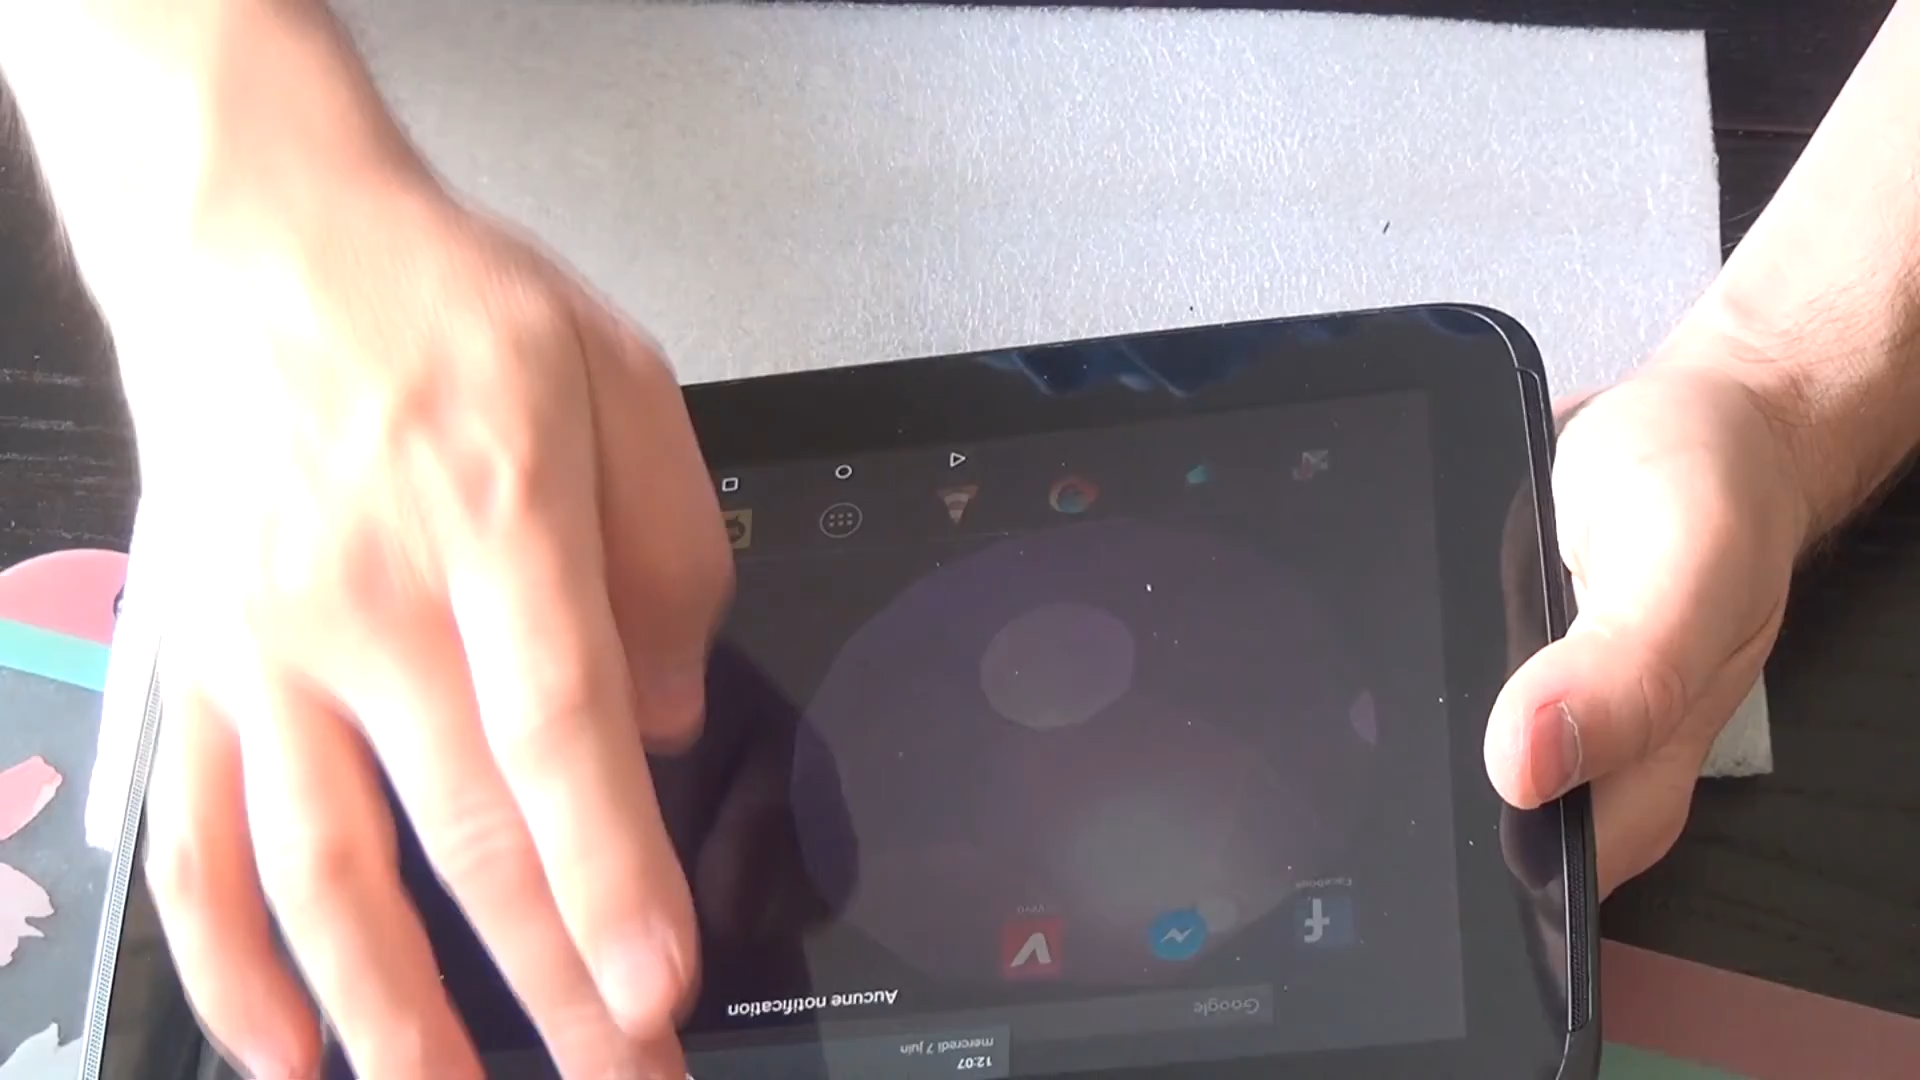 12:07
mercredi 7 juin
Google
Aucune notification
Facebook